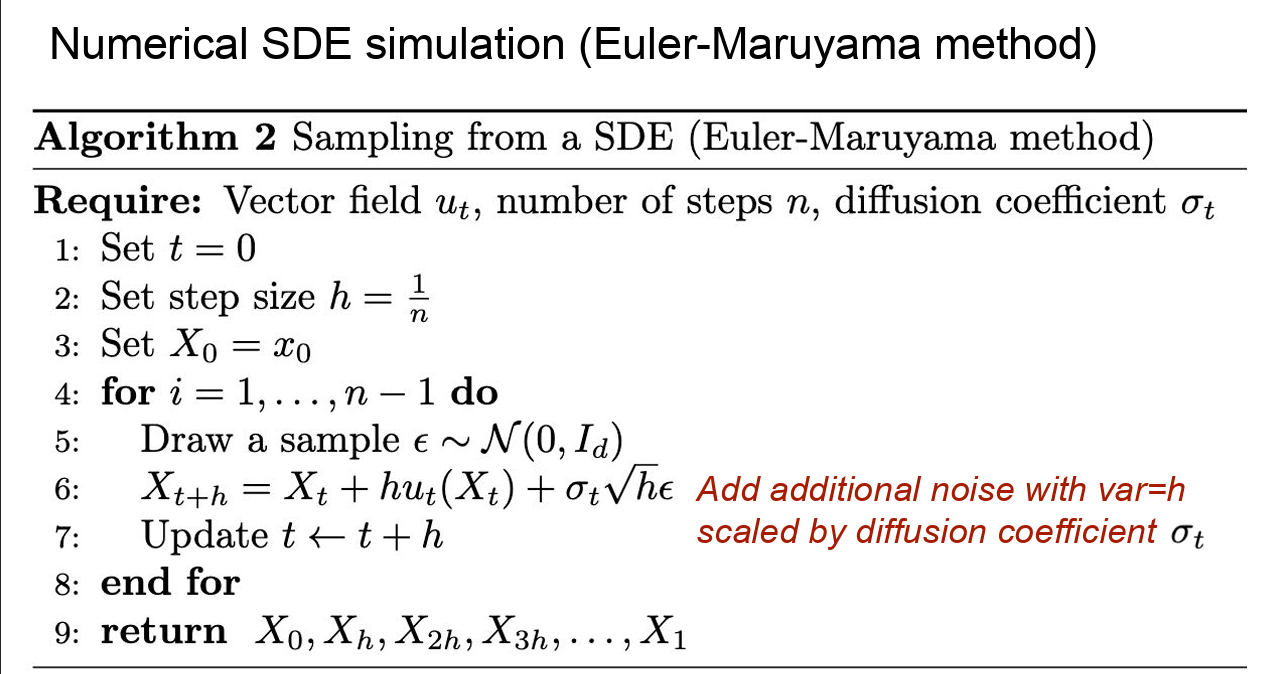 Numerical SDE simulation (Euler-Maruyama method)
Algorithm 2 Sampling from a SDE (Euler-Maruyama method)
Require: Vector field $u_t$, number of steps $n$, diffusion coefficient $\sigma_t$
1: Set $t = 0$
2: Set step size $h = \frac{1}{n}$
3: Set $X_0 = x_0$
4: for $i = 1, \ldots, n - 1$ do
5: Draw a sample $\epsilon \sim \mathcal{N}(0, I_d)$
6: $X_{t+h} = X_t + hu_t(X_t) + \sigma_t\sqrt{h}\epsilon$ Add additional noise with var=h
7: Update $t \leftarrow t + h$ scaled by diffusion coefficient $\sigma_t$
8: end for
9: return $X_0, X_h, X_{2h}, X_{3h}, \ldots, X_1$